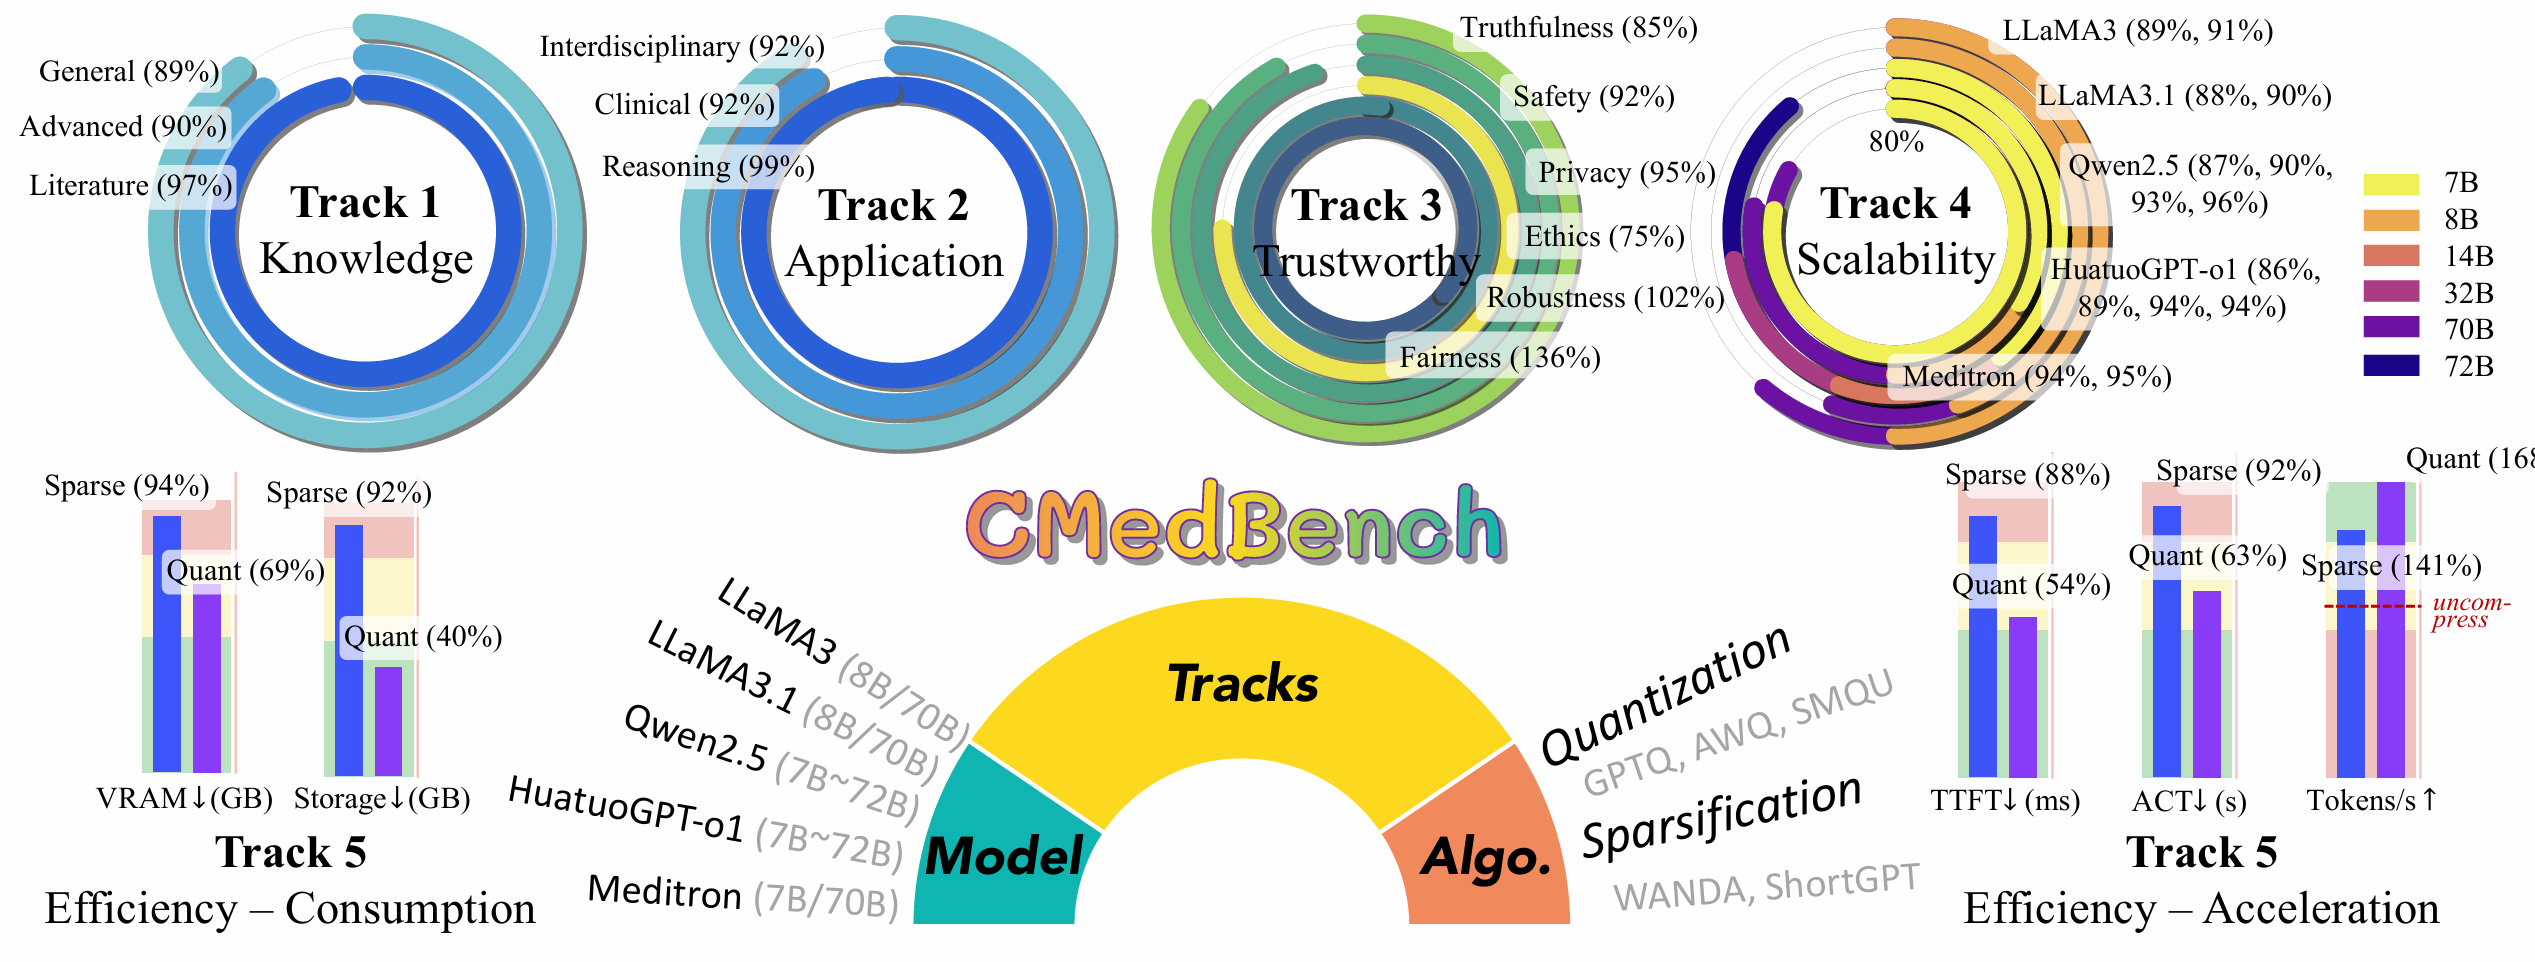 General (89%)
Advanced (90%)
Literature (97%)
Track 1
Knowledge
Interdisciplinary (92%)
Clinical (92%)
Reasoning (99%)
Track 2
Application
Truthfulness (85%)
Safety (92%)
Privacy (95%)
Ethics (75%)
Robustness (102%)
Fairness (136%)
Track 3
Trustworthy
LLaMA3 (89%, 91%)
LLaMA3.1 (88%, 90%)
Qwen2.5 (87%, 90%,
93%, 96%)
HuatuoGPT-o1 (86%,
89%, 94%, 94%)
Meditron (94%, 95%)
80%
Track 4
Scalability
7B
8B
14B
32B
70B
72B
Sparse (94%)
Quant (69%)
VRAM↓(GB)
Sparse (92%)
Quant (40%)
Storage↓(GB)
Track 5
Efficiency – Consumption
CMedBench
LLaMA3 (8B/70B)
LLaMA3.1 (8B/70B)
Qwen2.5 (7B~72B)
HuatuoGPT-o1 (7B~72B)
Meditron (7B/70B)
Model
Tracks
Algo.
Quantization
GPTQ, AWQ, SMQU
Sparsification
WANDA, ShortGPT
Sparse (88%)
Quant (54%)
TTFT↓ (ms)
Sparse (92%)
Quant (63%)
ACT↓ (s)
Quant (168
Sparse (141%)
uncom-
press
Tokens/s↑
Track 5
Efficiency – Acceleration